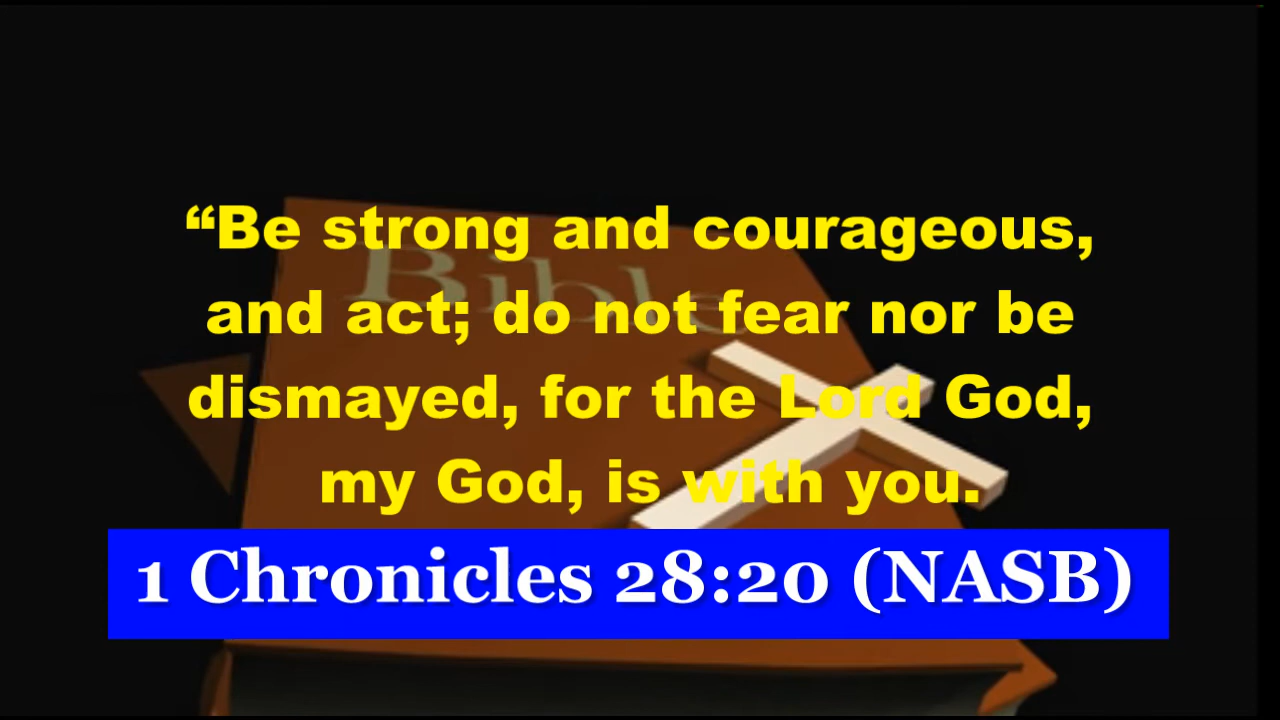 Bible
“Be strong and courageous,
and act; do not fear nor be
dismayed, for the Lord God,
my God, is with you.
1 Chronicles 28:20 (NASB)